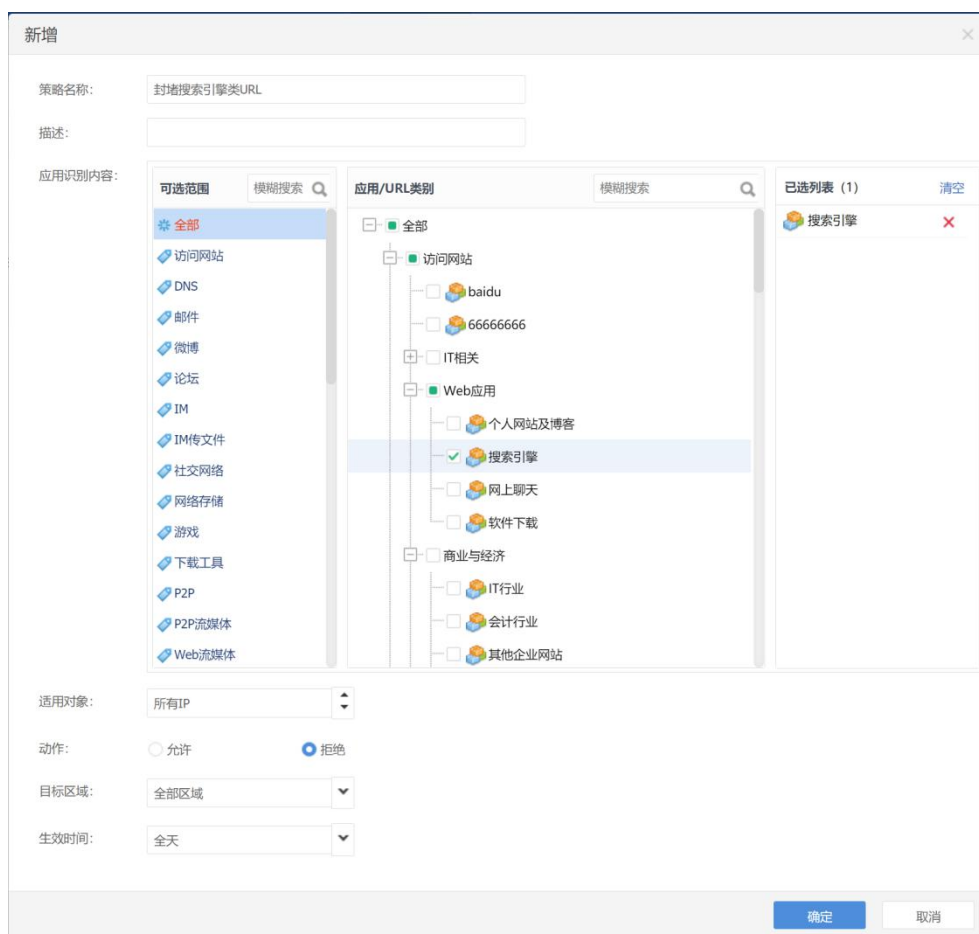 新增
策略名称:
封堵搜索引擎类URL
描述:
应用识别内容:
可选范围
模糊搜索
全部
访问网站
DNS
邮件
微博
论坛
IM
IM传文件
社交网络
网络存储
游戏
下载工具
P2P
P2P流媒体
Web流媒体
应用/URL类别
模糊搜索
全部
访问网站
baidu
66666666
IT相关
Web应用
个人网站及博客
搜索引擎
网上聊天
软件下载
商业与经济
IT行业
会计行业
其他企业网站
已选列表（1） 清空
搜索引擎
适用对象:
所有IP
动作:
允许 拒绝
目标区域:
全部区域
生效时间:
全天
确定 取消